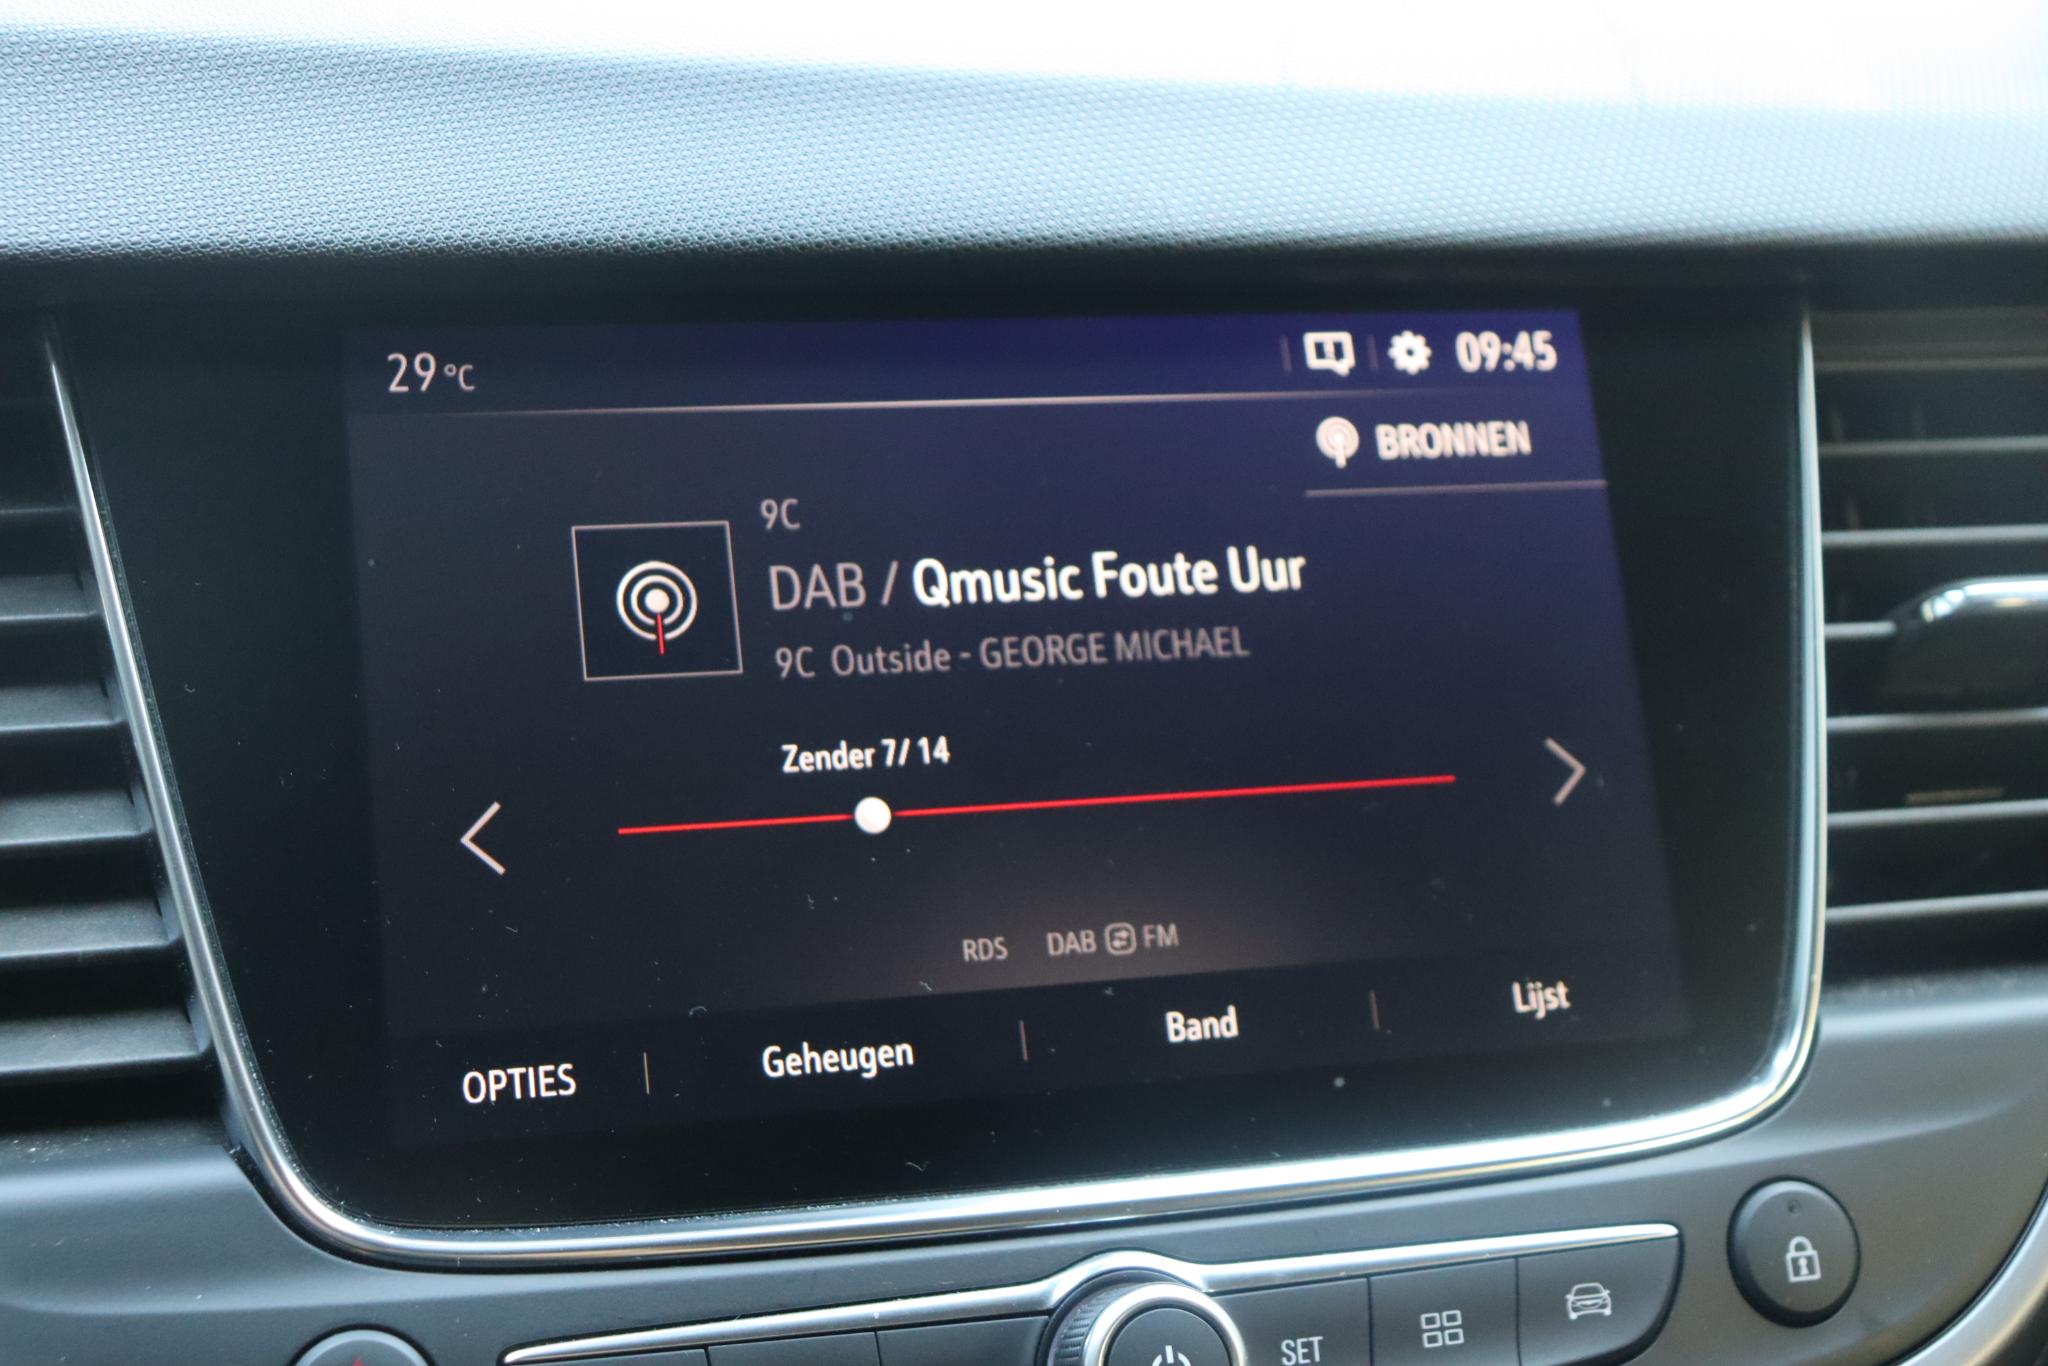 29 °C
09:45
BRONNEN
9C
DAB / Qmusic Foute Uur
9C Outside - GEORGE MICHAEL
Zender 7/ 14
RDS DAB FM
OPTIES Geheugen Band Lijst
SET